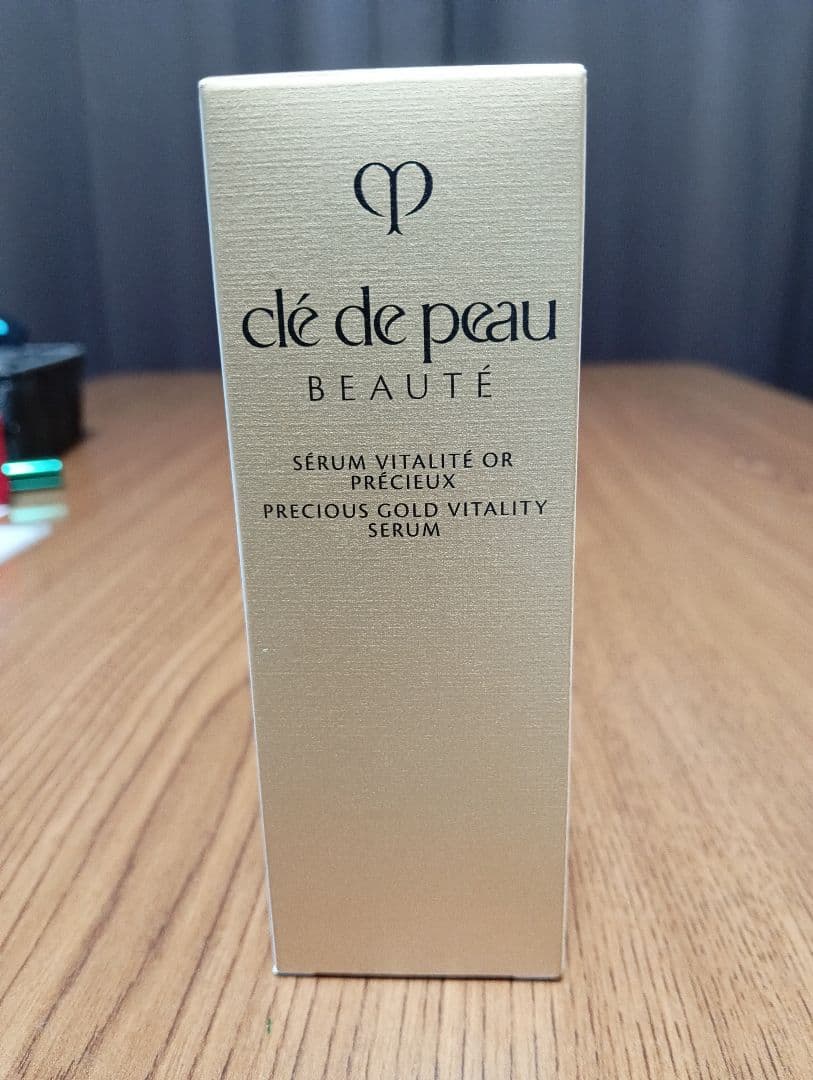 clé de peau
BEAUTÉ
SÉRUM VITALITÉ OR
PRÉCIEUX
PRECIOUS GOLD VITALITY
SERUM